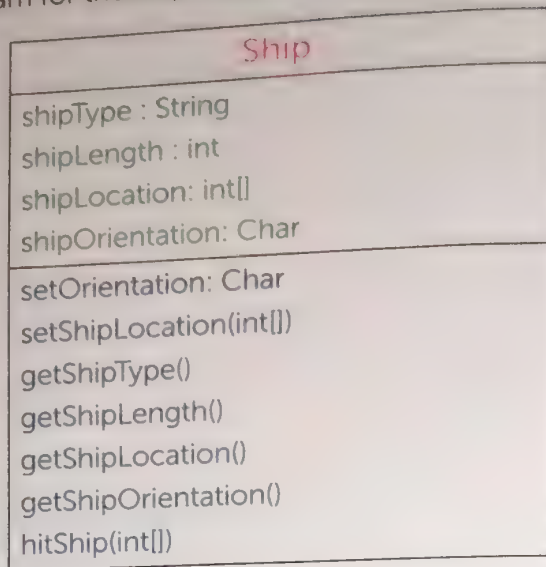 Ship
shipType : String
shipLength : int
shipLocation: int[]
shipOrientation: Char
setOrientation: Char
setShipLocation(int[])
getShipType()
getShipLength()
getShipLocation()
getShipOrientation()
hitShip(int[])